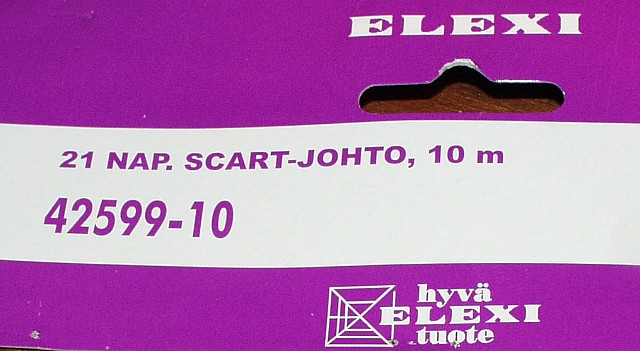 ELEXI
21 NAP. SCART-JOHTO, 10 m
42599-10
hyvä
ELEXI
tuote